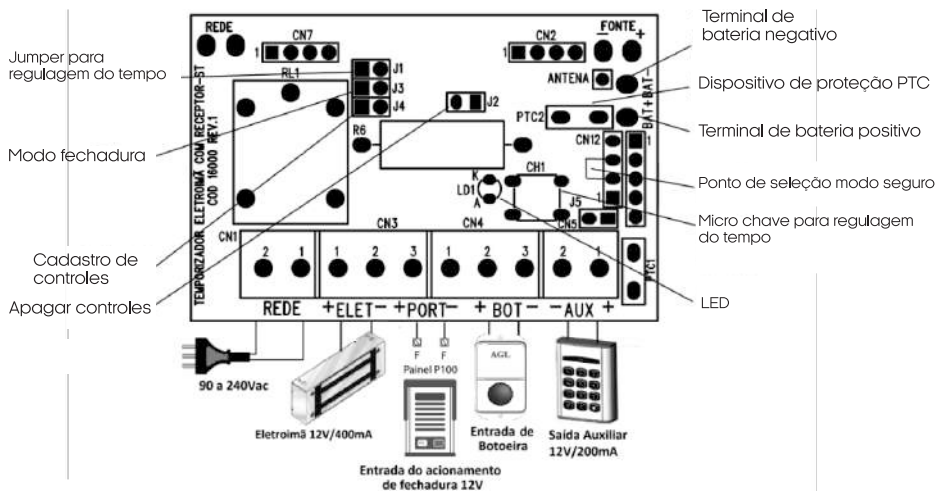 REDE
CN7
1
CN2
1
FONTE
- +
Terminal de
bateria negativo
Jumper para
regulagem do tempo
RL1
J1
J3
J4
J2
ANTENA
BAT+BAT-
Dispositivo de proteção PTC
PTC2
Terminal de bateria positivo
Modo fechadura
TEMPORIZADOR ELETROIMÃ COM RECEPTOR-ST
COD 16000 REV.1
R6
CN12
1
1
Ponto de seleção modo seguro
K
LD1
A
CH1
J5
CN5
Micro chave para regulagem
do tempo
Cadastro de
controles
Apagar controles
CN1
CN3
CN4
2 1 1 2 3 1 2 3 2 1
PTC1
LED
REDE +ELET- +PORT- + BOT - -AUX +
90 a 240Vac
F F
Painel P100
AGL
Eletroimã 12V/400mA
Entrada de
Botoeira
Saída Auxiliar
12V/200mA
Entrada do acionamento
de fechadura 12V